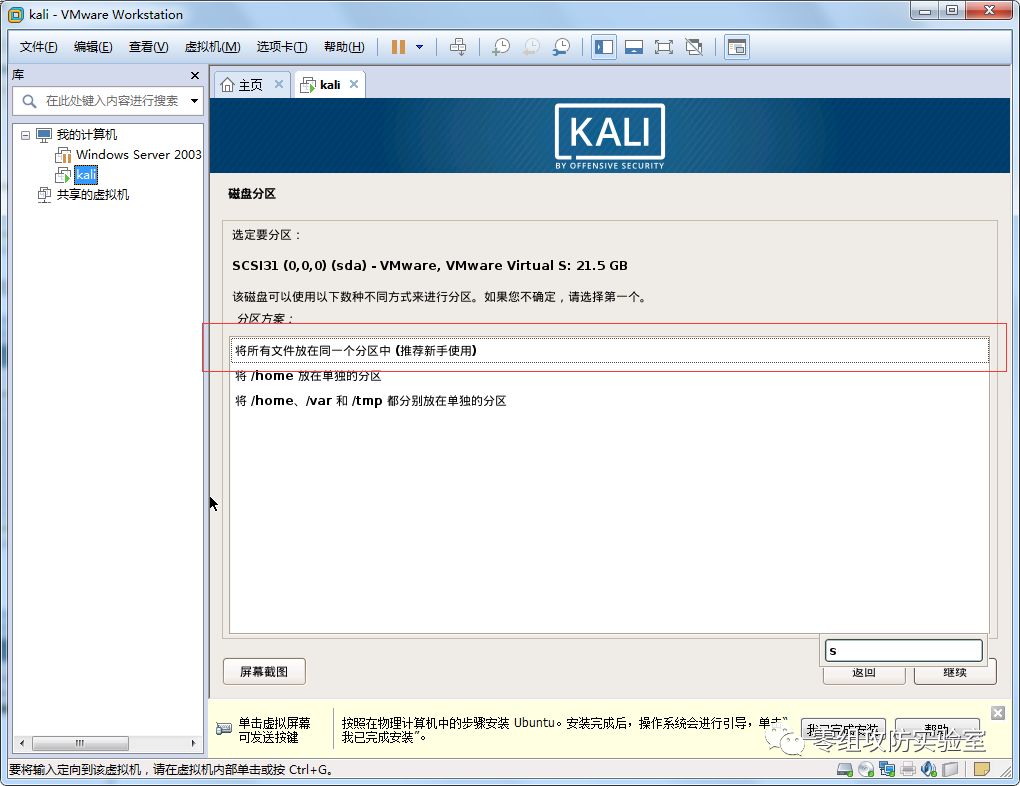 kali - VMware Workstation
文件(F) 编辑(E) 查看(V) 虚拟机(M) 选项卡(T) 帮助(H)
库
在此处键入内容进行搜索
我的计算机
Windows Server 2003
kali
共享的虚拟机
主页
kali
KALI
BY OFFENSIVE SECURITY
磁盘分区
选定要分区：
SCSI31 (0,0,0) (sda) - VMware, VMware Virtual S: 21.5 GB
该磁盘可以使用以下数种不同方式来进行分区。如果您不确定，请选择第一个。
分区方案：
将所有文件放在同一个分区中 (推荐新手使用)
将 /home 放在单独的分区
将 /home、/var 和 /tmp 都分别放在单独的分区
s
屏幕截图
返回
继续
单击虚拟屏幕
可发送按键
按照在物理计算机中的步骤安装 Ubuntu。安装完成后，操作系统会进行引导，单击“
我已完成安装”。
我已完成安装
帮助
零组攻防实验室
要将输入定向到该虚拟机，请在虚拟机内部单击或按 Ctrl+G。